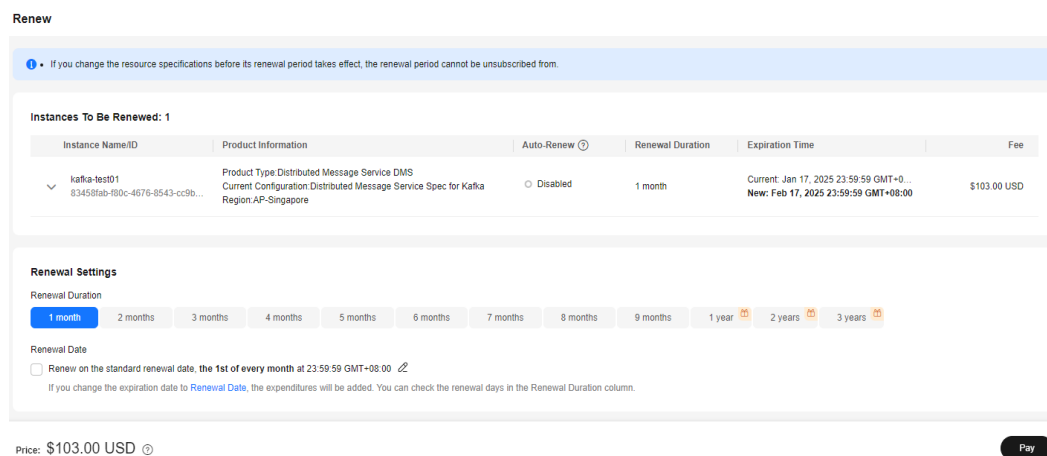 Renew
• If you change the resource specifications before its renewal period takes effect, the renewal period cannot be unsubscribed from.
Instances To Be Renewed: 1
Instance Name/ID Product Information Auto-Renew Renewal Duration Expiration Time Fee
kafka-test01
83458fab-f80c-4676-8543-cc9b...
Product Type:Distributed Message Service DMS
Current Configuration:Distributed Message Service Spec for Kafka
Region:AP-Singapore
Disabled
1 month
Current: Jan 17, 2025 23:59:59 GMT+0...
New: Feb 17, 2025 23:59:59 GMT+08:00
$103.00 USD
Renewal Settings
Renewal Duration
1 month 2 months 3 months 4 months 5 months 6 months 7 months 8 months 9 months 1 year 2 years 3 years
Renewal Date
Renew on the standard renewal date, the 1st of every month at 23:59:59 GMT+08:00
If you change the expiration date to Renewal Date, the expenditures will be added. You can check the renewal days in the Renewal Duration column.
Price: $103.00 USD
Pay